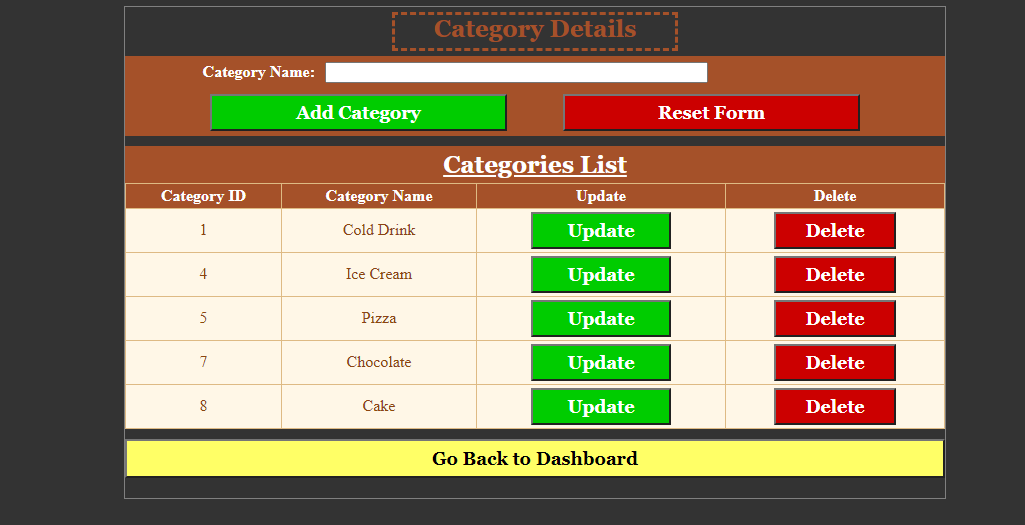 Category Details
Category Name:
Add Category Reset Form
Categories List
Category ID Category Name Update Delete
1 Cold Drink Update Delete
4 Ice Cream Update Delete
5 Pizza Update Delete
7 Chocolate Update Delete
8 Cake Update Delete
Go Back to Dashboard